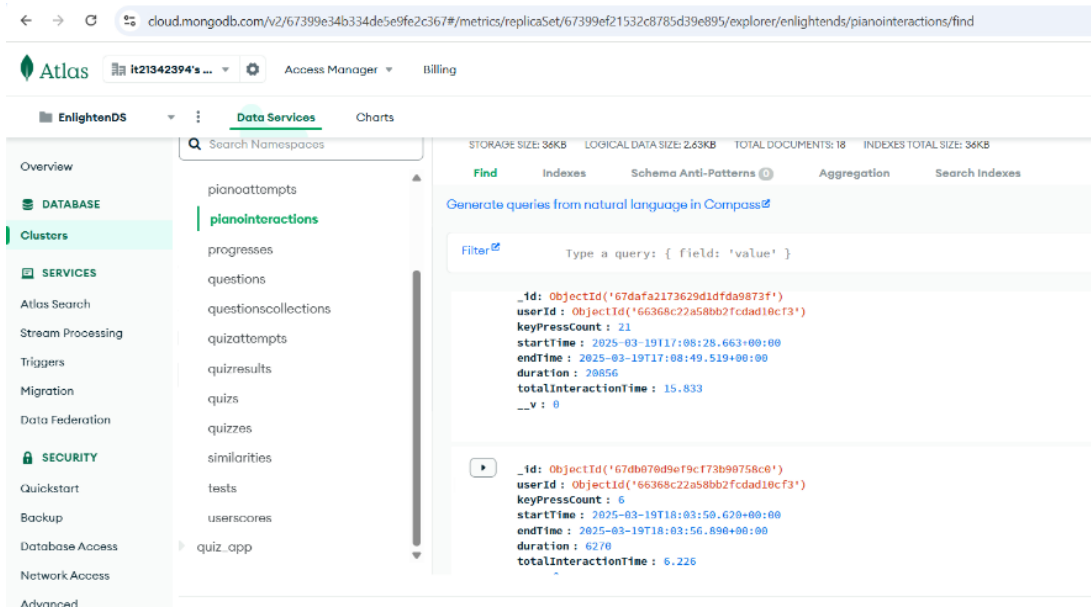 cloud.mongodb.com/v2/67399e34b334de5e9fe2c367#/metrics/replicaSet/67399ef21532c8785d39e895/explorer/enlightends/pianointeractions/find
Atlas
it21342394's ...
Access Manager
Billing
EnlightenDS
Data Services
Charts
Overview
DATABASE
Clusters
SERVICES
Atlas Search
Stream Processing
Triggers
Migration
Data Federation
SECURITY
Quickstart
Backup
Database Access
Network Access
Advanced
Search Namespaces
pianoattempts
pianointeractions
progresses
questions
questionscollections
quizattempts
quizresults
quizs
quizzes
similarities
tests
userscores
quiz_app
STORAGE SIZE: 36KB LOGICAL DATA SIZE: 2.63KB TOTAL DOCUMENTS: 18 INDEXES TOTAL SIZE: 36KB
Find Indexes Schema Anti-Patterns 0 Aggregation Search Indexes
Generate queries from natural language in Compass
Filter
Type a query: { field: 'value' }
_id: ObjectId('67dafa2173629d1dfda9873f')
userId : ObjectId('66368c22a58bb2fcdad10cf3')
keyPressCount : 21
startTime : 2025-03-19T17:08:28.663+00:00
endTime : 2025-03-19T17:08:49.519+00:00
duration : 20856
totalInteractionTime : 15.833
__v : 0
_id: ObjectId('67db070d9ef9cf73b90758c0')
userId : ObjectId('66368c22a58bb2fcdad10cf3')
keyPressCount : 6
startTime : 2025-03-19T18:03:50.620+00:00
endTime : 2025-03-19T18:03:56.890+00:00
duration : 6270
totalInteractionTime : 6.226